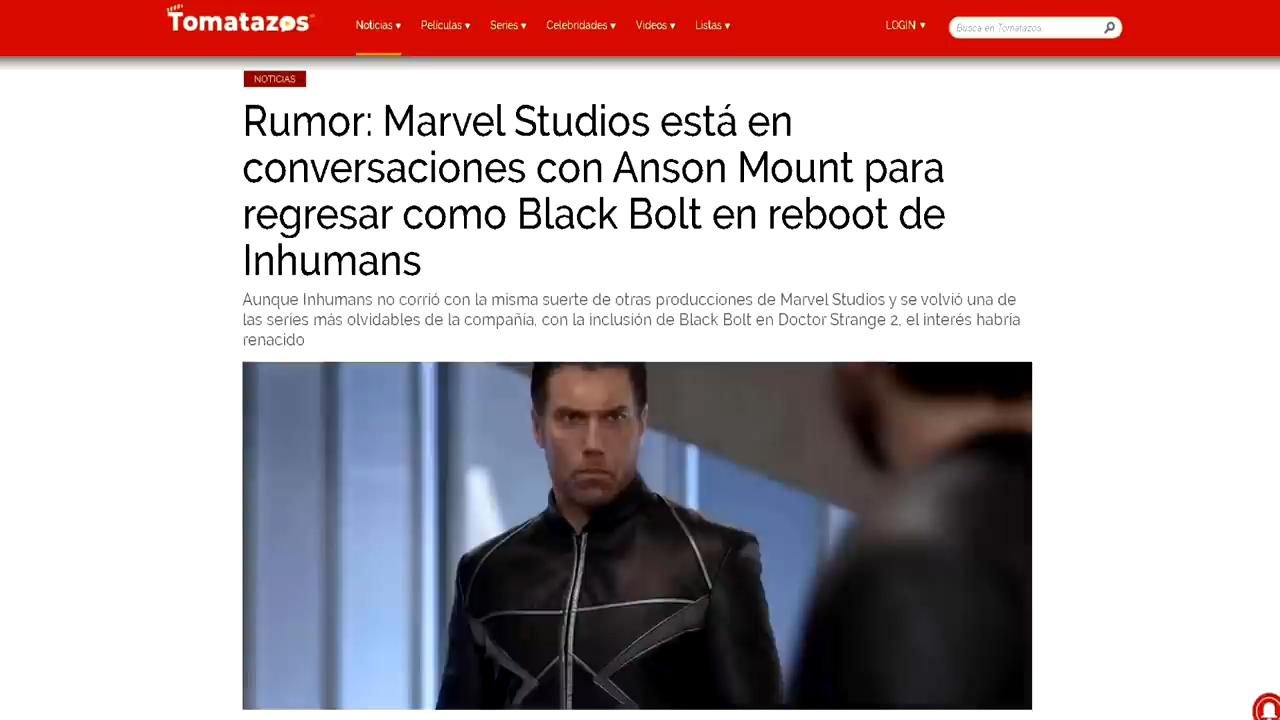 Tomatazos
Noticias ▾ Películas ▾ Series ▾ Celebridades ▾ Videos ▾ Listas ▾ LOGIN ▾ Busca en Tomatazos.
NOTICIAS
Rumor: Marvel Studios está en
conversaciones con Anson Mount para
regresar como Black Bolt en reboot de
Inhumans
Aunque Inhumans no corrió con la misma suerte de otras producciones de Marvel Studios y se volvió una de
las series más olvidables de la compañía, con la inclusión de Black Bolt en Doctor Strange 2, el interés habría
renacido